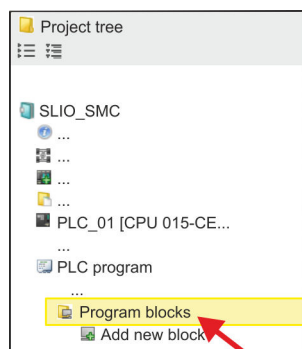 Project tree
SLIO_SMC
...
...
...
...
PLC_01 [CPU 015-CE...
...
PLC program
...
Program blocks
Add new block